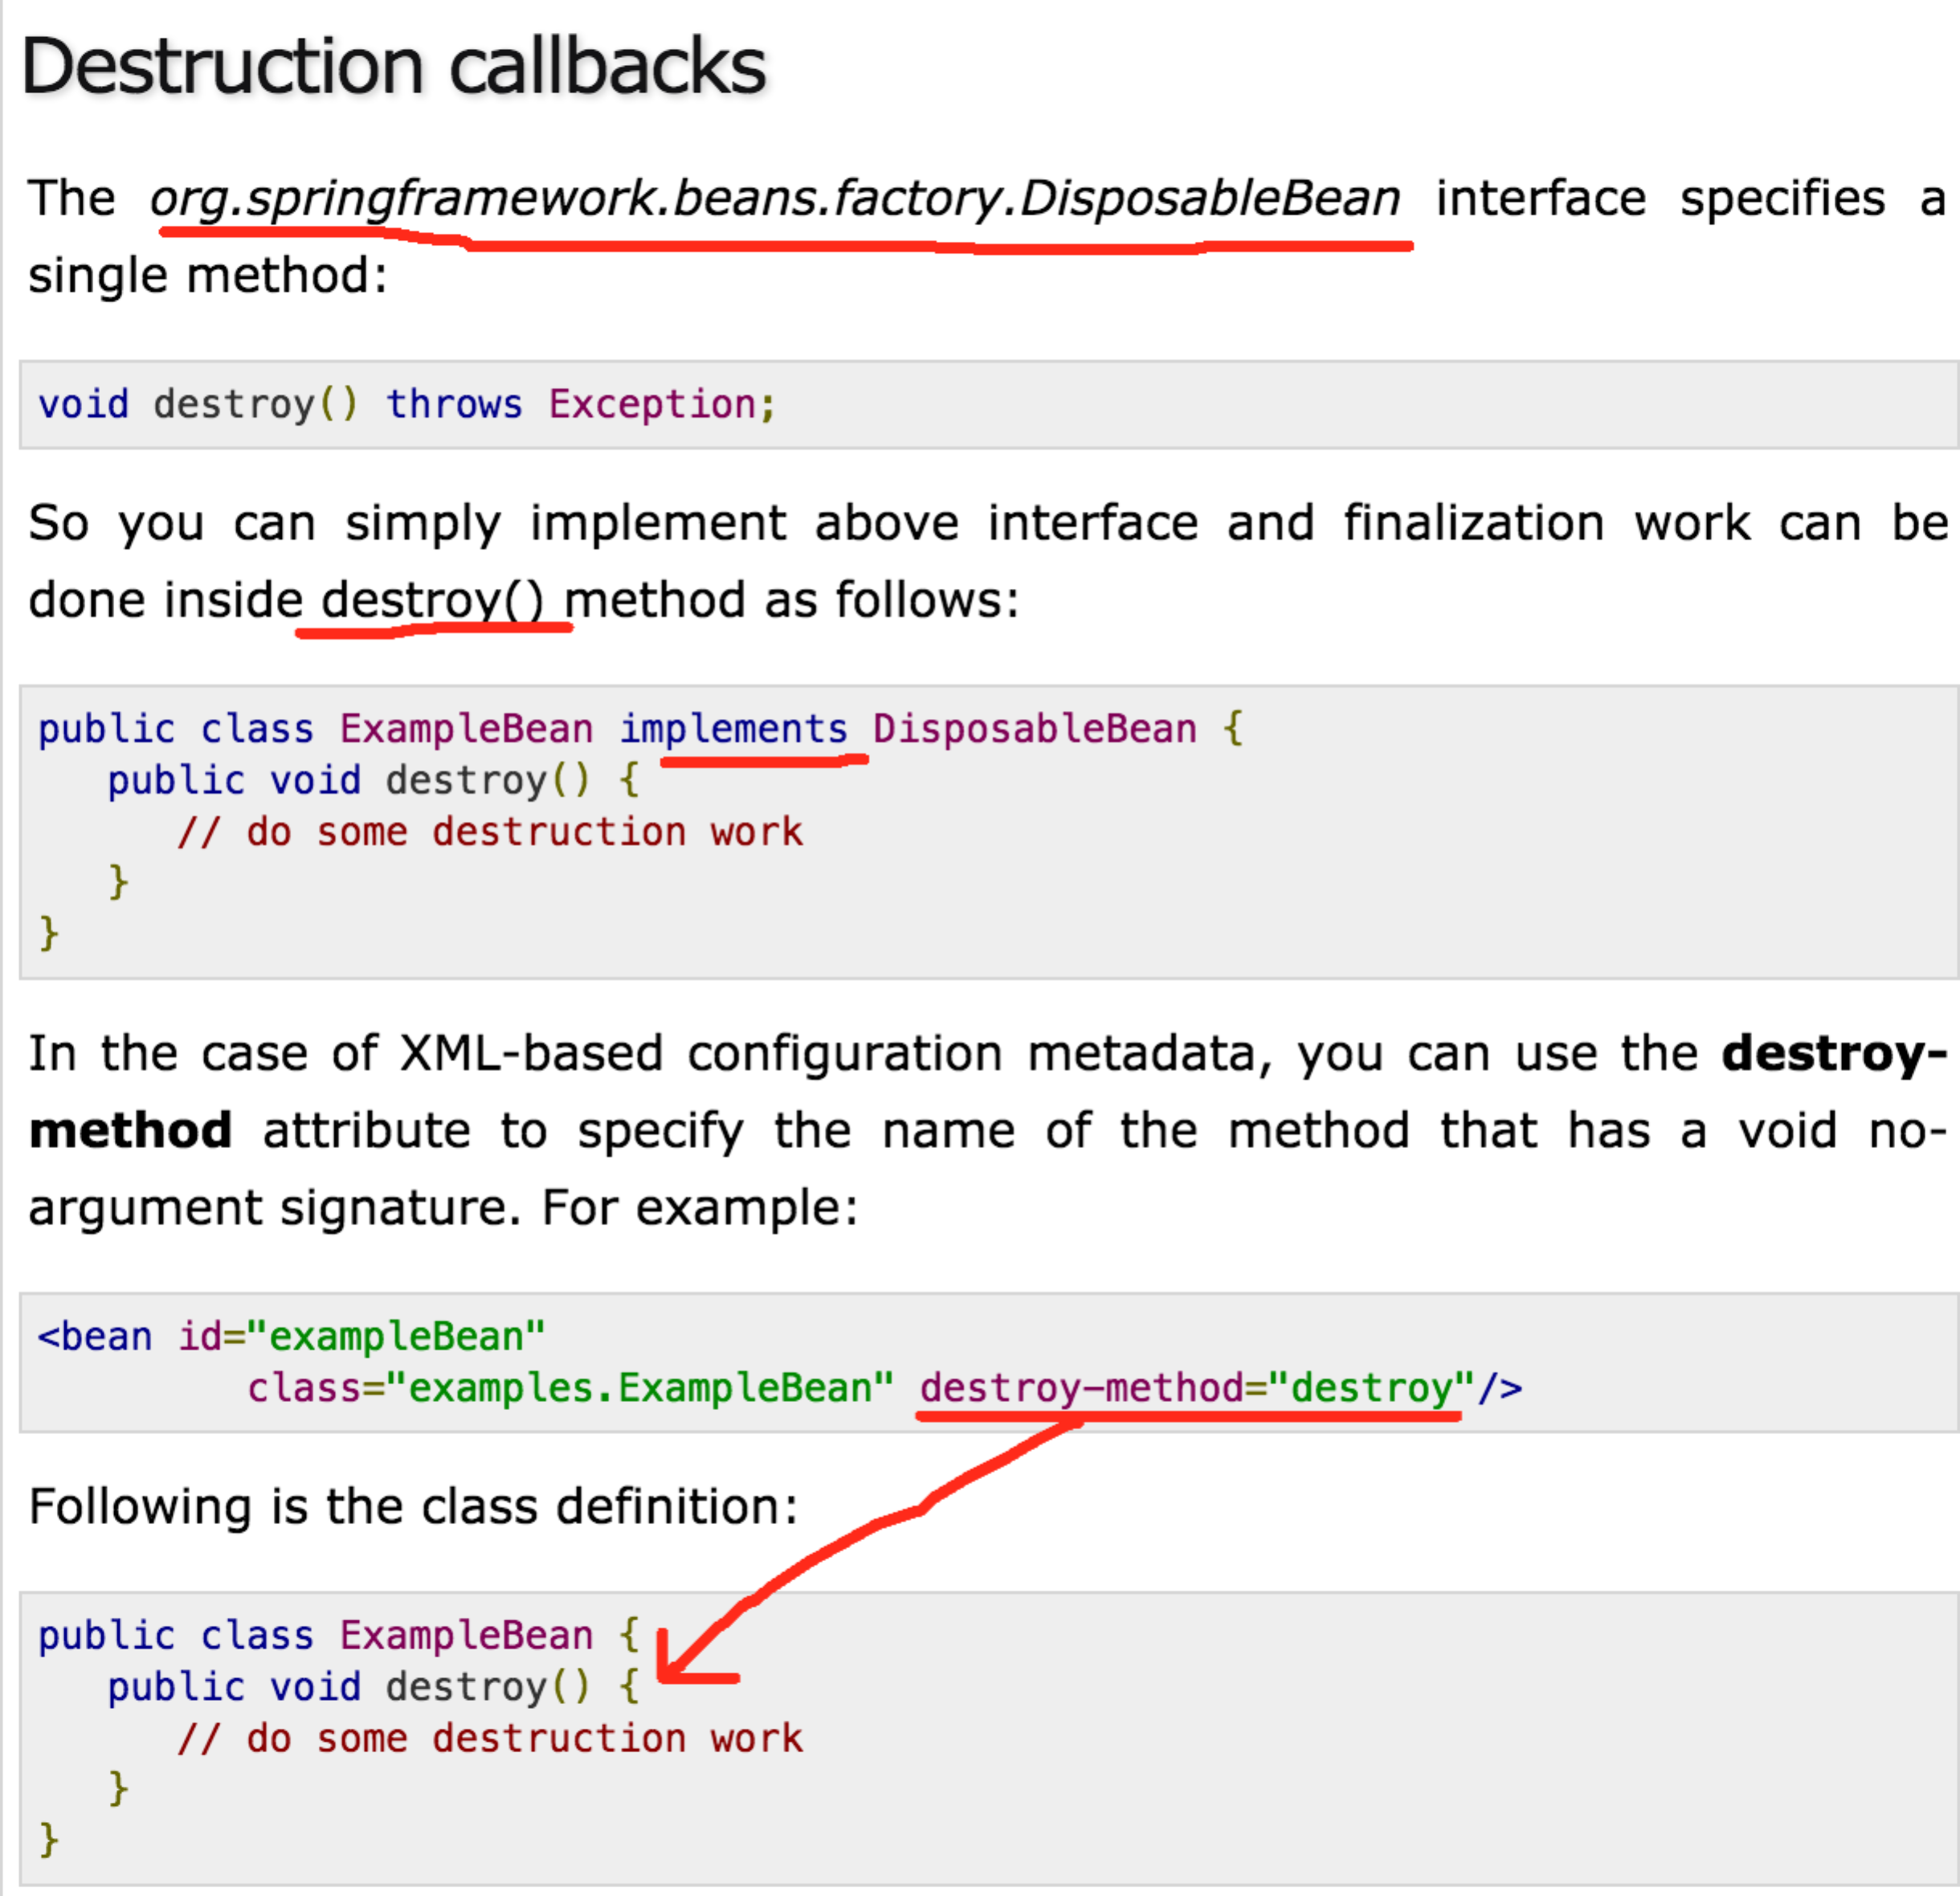 Destruction callbacks
The org.springframework.beans.factory.DisposableBean interface specifies a
single method:
void destroy() throws Exception;
So you can simply implement above interface and finalization work can be
done inside destroy() method as follows:
public class ExampleBean implements DisposableBean {
   public void destroy() {
      // do some destruction work
   }
}
In the case of XML-based configuration metadata, you can use the destroy-
method attribute to specify the name of the method that has a void no-
argument signature. For example:
<bean id="exampleBean"
         class="examples.ExampleBean" destroy-method="destroy"/>
Following is the class definition:
public class ExampleBean {
   public void destroy() {
      // do some destruction work
   }
}